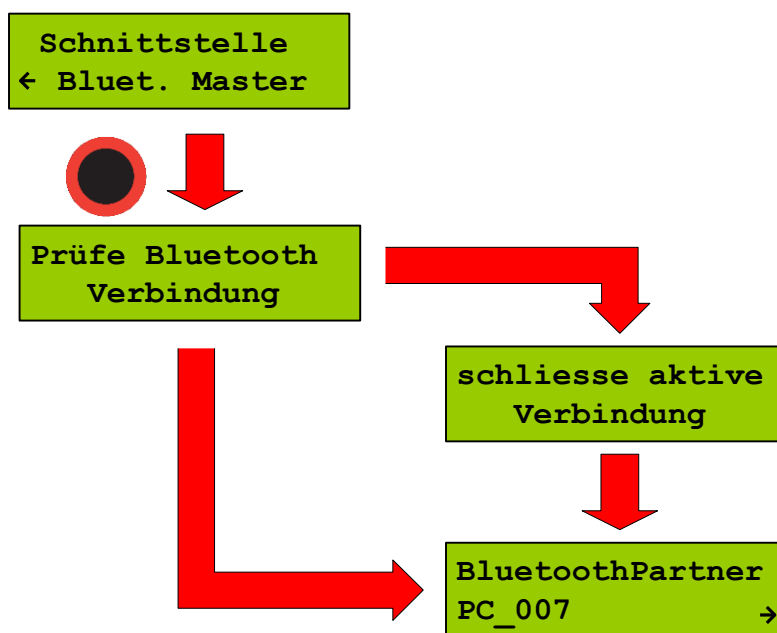 Schnittstelle
← Bluet. Master
Prüfe Bluetooth
Verbindung
schliesse aktive
Verbindung
BluetoothPartner
PC_007 →